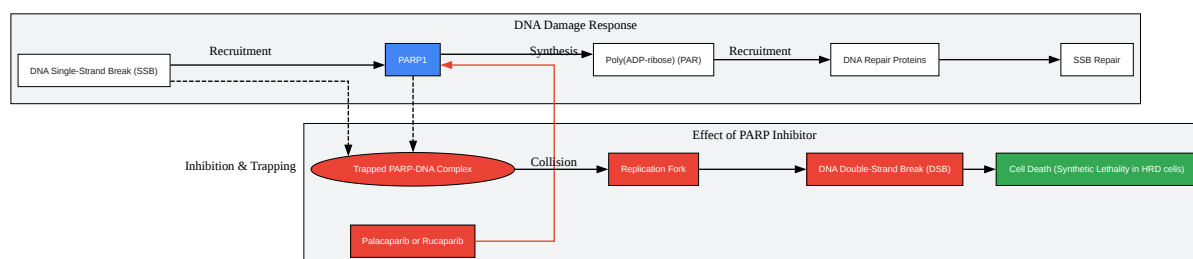 DNA Damage Response
Recruitment
Synthesis
Recruitment
DNA Single-Strand Break (SSB)
PARP1
Poly(ADP-ribose) (PAR)
DNA Repair Proteins
SSB Repair
Effect of PARP Inhibitor
Inhibition & Trapping
Trapped PARP-DNA Complex
Collision
Replication Fork
DNA Double-Strand Break (DSB)
Cell Death (Synthetic Lethality in HRD cells)
Palacaparib or Rucaparib